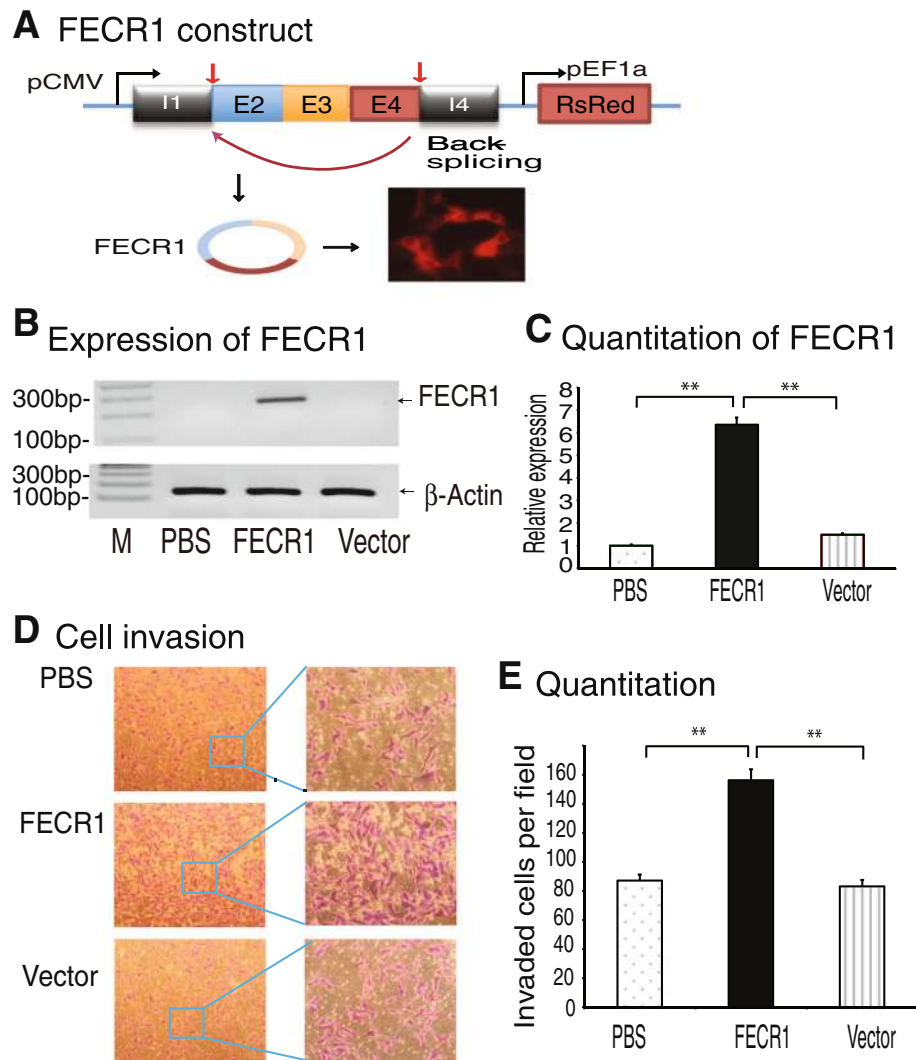 A FECR1 construct
pCMV
pEF1a
I1
E2
E3
E4
I4
RsRed
Back-
splicing
FECR1
B Expression of FECR1
300bp-
100bp-
FECR1
300bp-
100bp-
β-Actin
M PBS FECR1 Vector
C Quantitation of FECR1
Relative expression
8
7
6
5
4
3
2
1
0
** **
PBS FECR1 Vector
D Cell invasion
PBS
FECR1
Vector
E Quantitation
Invaded cells per field
160
140
120
100
80
60
40
20
0
** **
PBS FECR1 Vector